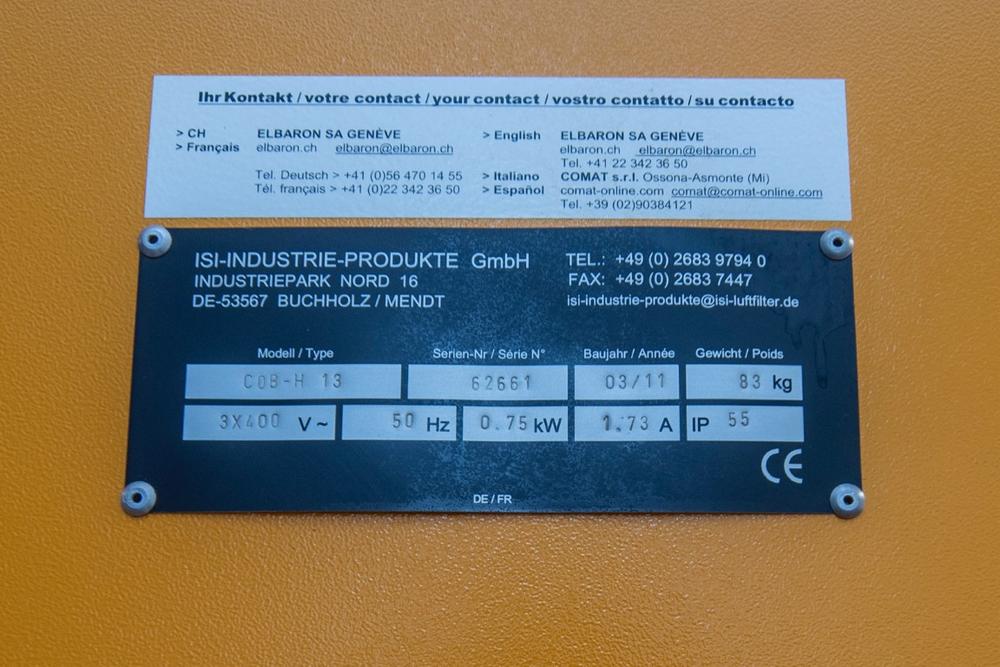 Ihr Kontakt / votre contact / your contact / vostro contatto / su contacto
> CH ELBARON SA GENÈVE
> Français elbaron.ch elbaron@elbaron.ch
Tel. Deutsch > +41 (0)56 470 14 55
Tél. français > +41 (0)22 342 36 50
> English ELBARON SA GENÈVE
elbaron.ch elbaron@elbaron.ch
Tel. +41 22 342 36 50
> Italiano COMAT s.r.l. Ossona-Asmonte (Mi)
> Español comat-online.com comat@comat-online.com
Tel. +39 (02)90384121
ISI-INDUSTRIE-PRODUKTE GmbH
INDUSTRIEPARK NORD 16
DE-53567 BUCHHOLZ / MENDT
TEL.: +49 (0) 2683 9794 0
FAX: +49 (0) 2683 7447
isi-industrie-produkte@isi-luftfilter.de
Modell / Type Serien-Nr / Série N° Baujahr / Année Gewicht / Poids
COB-H 13 62661 03/11 83 kg
3X400 V~ 50 Hz 0.75 kW 1.73 A IP 55
CE
DE / FR